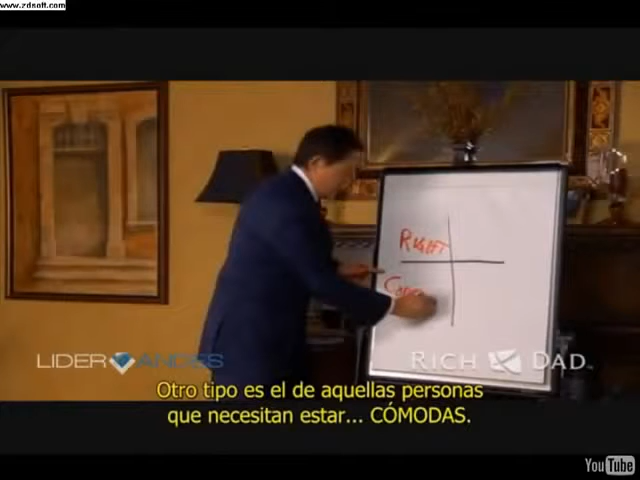 www.zdsoft.com
RIGHT
LIDER ANDES
RICH DAD
Otro tipo es el de aquellas personas
que necesitan estar... CÓMODAS.
YouTube